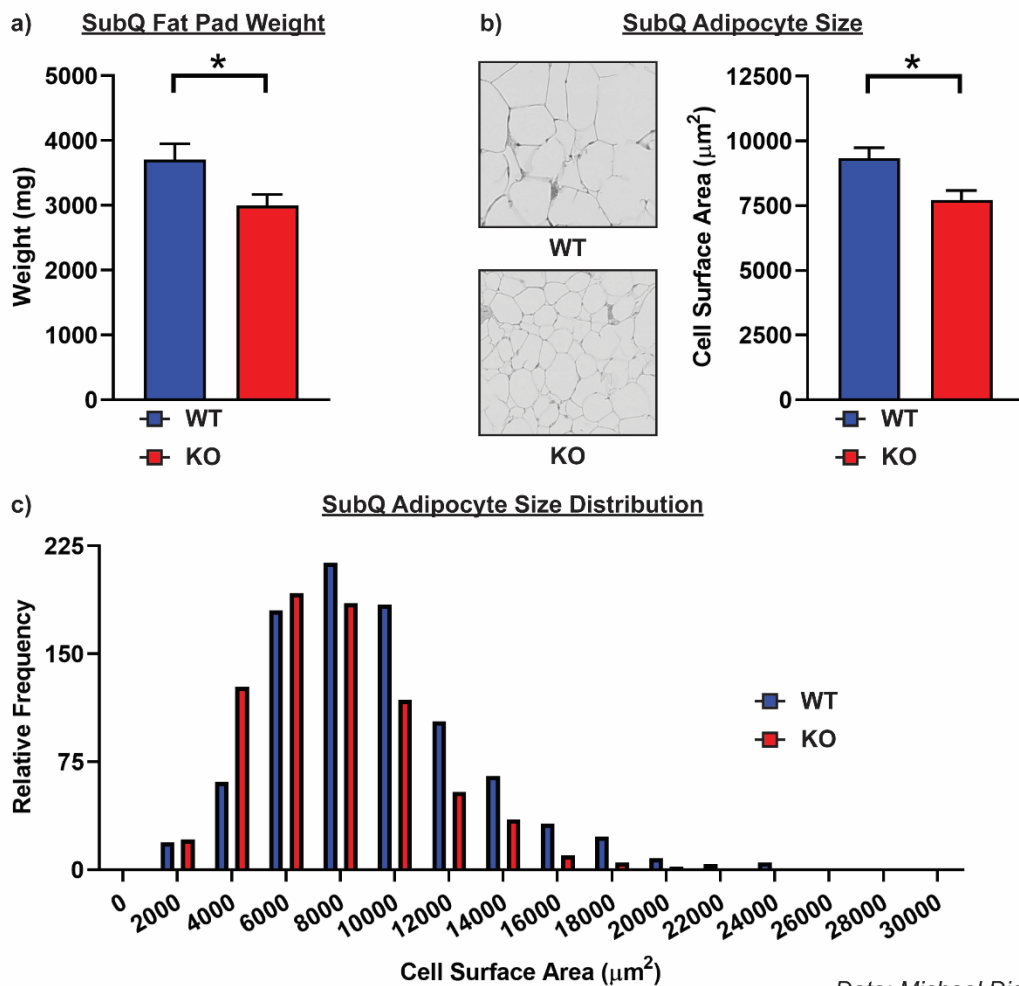 a) SubQ Fat Pad Weight
*
Weight (mg)
5000
4000
3000
2000
1000
0
WT
KO
b) SubQ Adipocyte Size
WT
KO
*
Cell Surface Area (μm²)
12500
10000
7500
5000
2500
0
WT
KO
c) SubQ Adipocyte Size Distribution
Relative Frequency
225
150
75
0
WT
KO
0 2000 4000 6000 8000 10000 12000 14000 16000 18000 20000 22000 24000 26000 28000 30000
Cell Surface Area (μm²)
Data: Michael